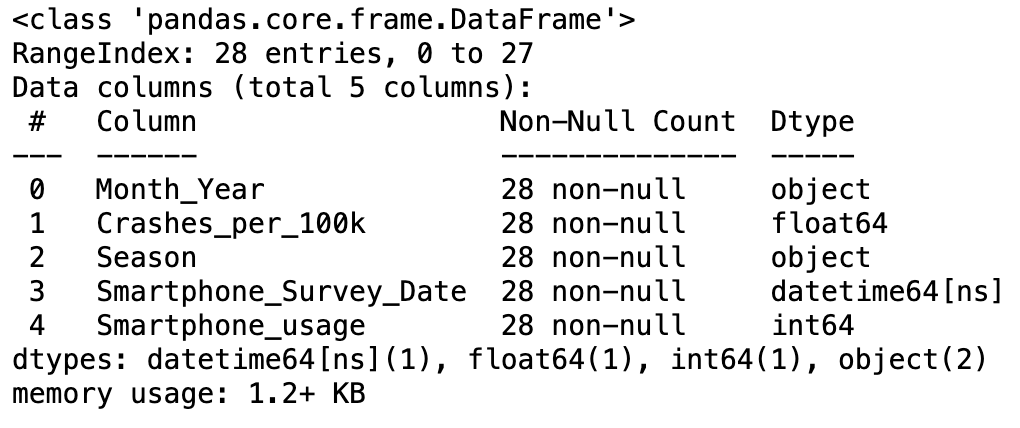 <class 'pandas.core.frame.DataFrame'>
RangeIndex: 28 entries, 0 to 27
Data columns (total 5 columns):
 #   Column                  Non-Null Count  Dtype
---  ------                  --------------  -----
 0   Month_Year              28 non-null     object
 1   Crashes_per_100k        28 non-null     float64
 2   Season                  28 non-null     object
 3   Smartphone_Survey_Date  28 non-null     datetime64[ns]
 4   Smartphone_usage        28 non-null     int64
dtypes: datetime64[ns](1), float64(1), int64(1), object(2)
memory usage: 1.2+ KB